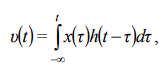 υ(t) = ∫_{-∞}^{t} x(τ)h(t − τ)dτ,